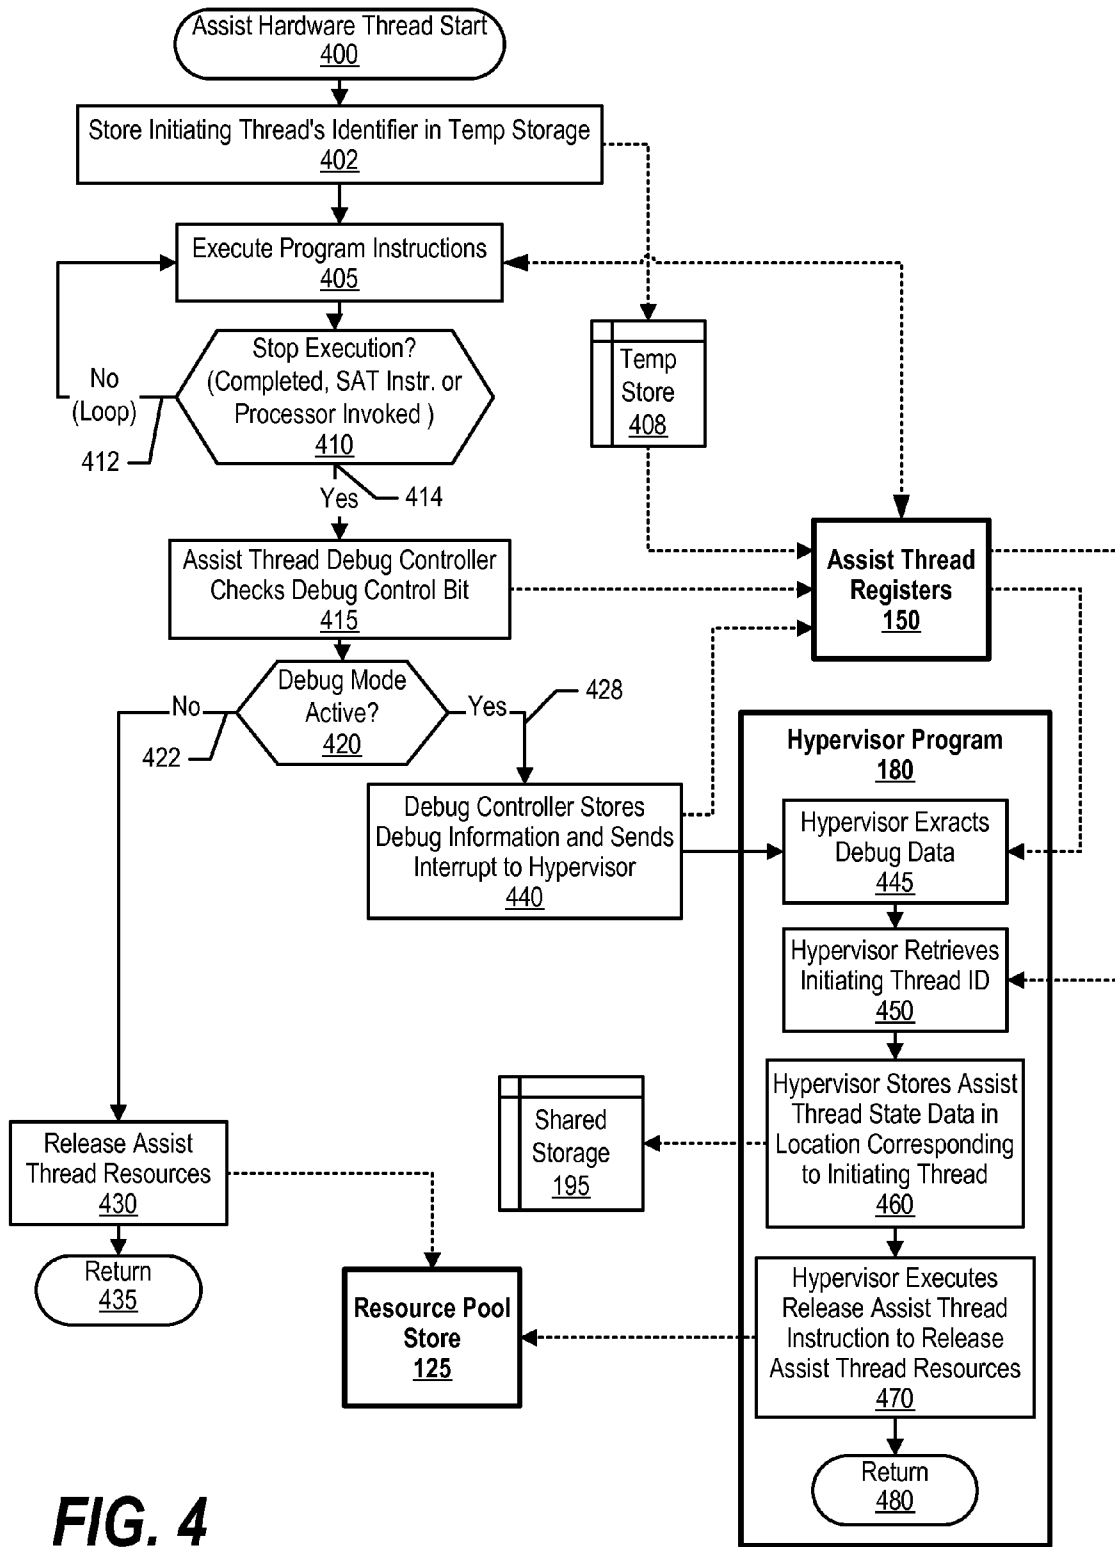 Assist Hardware Thread Start
400
Store Initiating Thread's Identifier in Temp Storage
402
Execute Program Instructions
405
Stop Execution?
(Completed, SAT Instr. or
Processor Invoked )
410
No
(Loop)
412
Yes
414
Temp
Store
408
Assist Thread Debug Controller
Checks Debug Control Bit
415
Assist Thread
Registers
150
Debug Mode
Active?
420
No
422
Yes
428
Debug Controller Stores
Debug Information and Sends
Interrupt to Hypervisor
440
Hypervisor Program
180
Hypervisor Exracts
Debug Data
445
Hypervisor Retrieves
Initiating Thread ID
450
Hypervisor Stores Assist
Thread State Data in
Location Corresponding
to Initiating Thread
460
Shared
Storage
195
Release Assist
Thread Resources
430
Return
435
Resource Pool
Store
125
Hypervisor Executes
Release Assist Thread
Instruction to Release
Assist Thread Resources
470
Return
480
FIG. 4